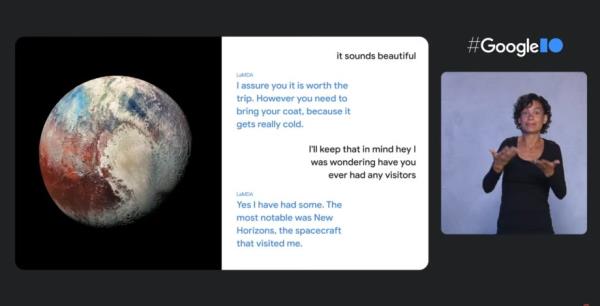 #GoogleIO
it sounds beautiful
LaMDA
I assure you it is worth the
trip. However you need to
bring your coat, because it
gets really cold.
I'll keep that in mind hey I
was wondering have you
ever had any visitors
LaMDA
Yes I have had some. The
most notable was New
Horizons, the spacecraft
that visited me.